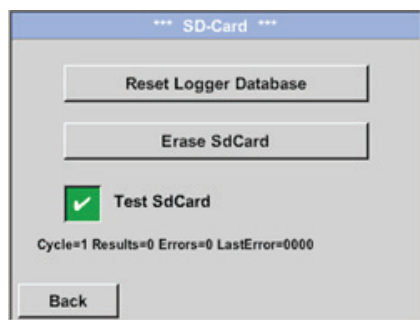 *** SD-Card ***
Reset Logger Database
Erase SdCard
Test SdCard
Cycle=1 Results=0 Errors=0 LastError=0000
Back